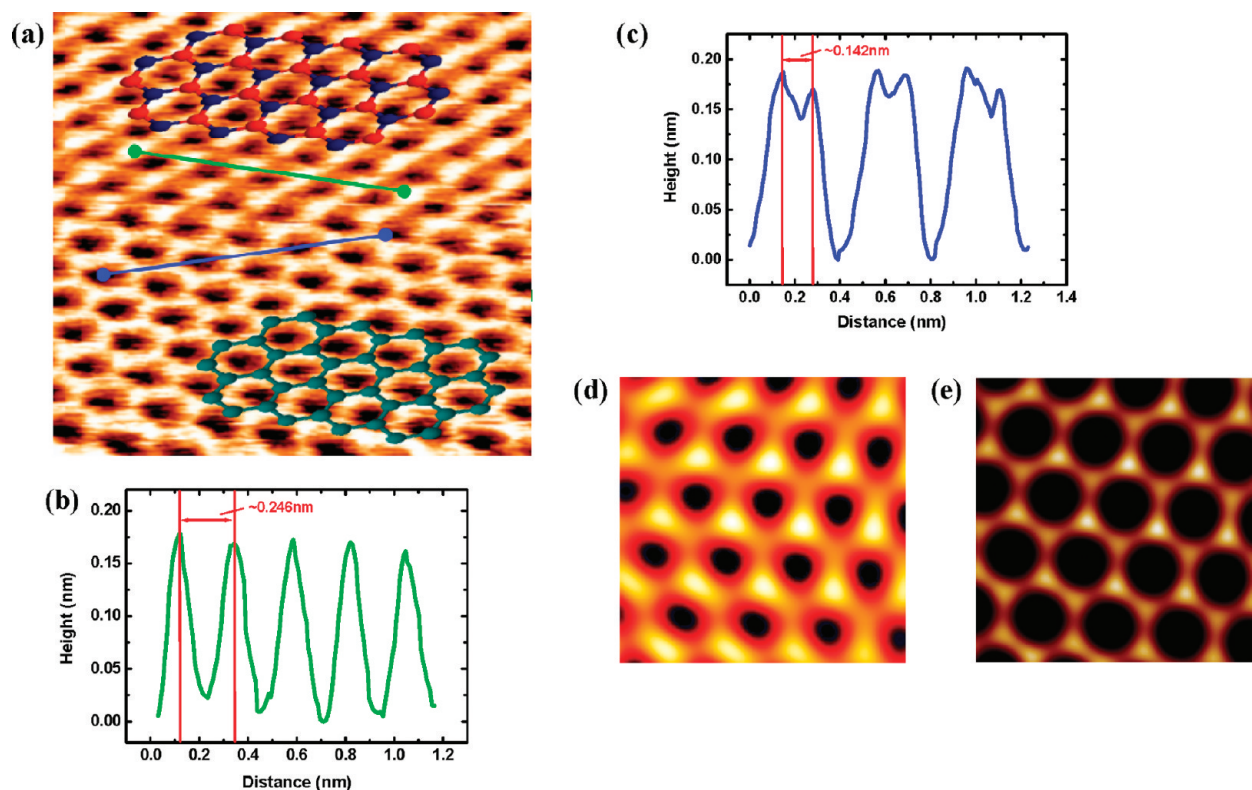 (a)
(b)
~0.246nm
Height (nm)
0.20
0.15
0.10
0.05
0.00
0.0 0.2 0.4 0.6 0.8 1.0 1.2
Distance (nm)
(c)
~0.142nm
Height (nm)
0.20
0.15
0.10
0.05
0.00
0.0 0.2 0.4 0.6 0.8 1.0 1.2 1.4
Distance (nm)
(d)
(e)